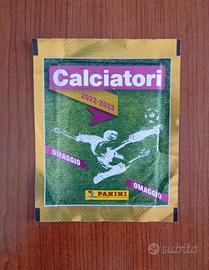 Calciatori
2022-2023
OMAGGIO
OMAGGIO
PANINI
subito